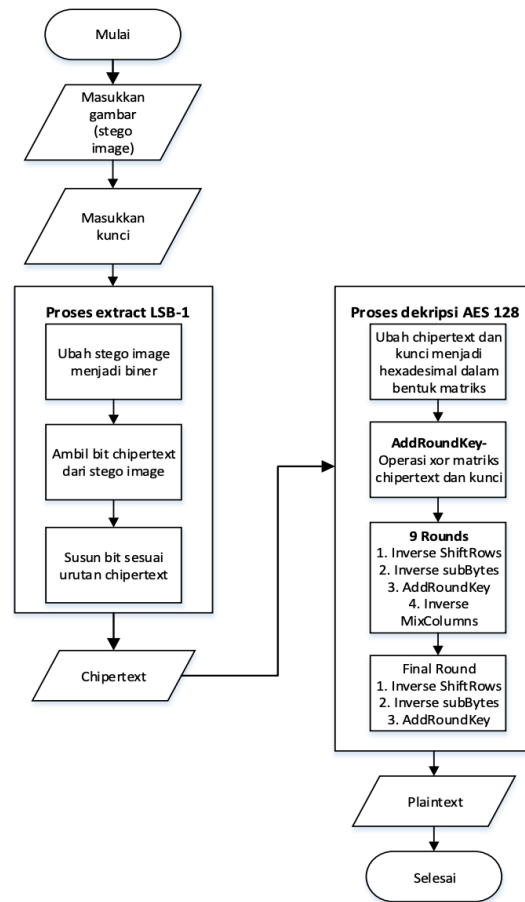 Mulai
Masukkan
gambar
(stego
image)
Masukkan
kunci
Proses extract LSB-1
Ubah stego image
menjadi biner
Ambil bit chipertext
dari stego image
Susun bit sesuai
urutan chipertext
Chipertext
Proses dekripsi AES 128
Ubah chipertext dan
kunci menjadi
hexadesimal dalam
bentuk matriks
AddRoundKey-
Operasi xor matriks
chipertext dan kunci
9 Rounds
1. Inverse ShiftRows
2. Inverse subBytes
3. AddRoundKey
4. Inverse
MixColumns
Final Round
1. Inverse ShiftRows
2. Inverse subBytes
3. AddRoundKey
Plaintext
Selesai